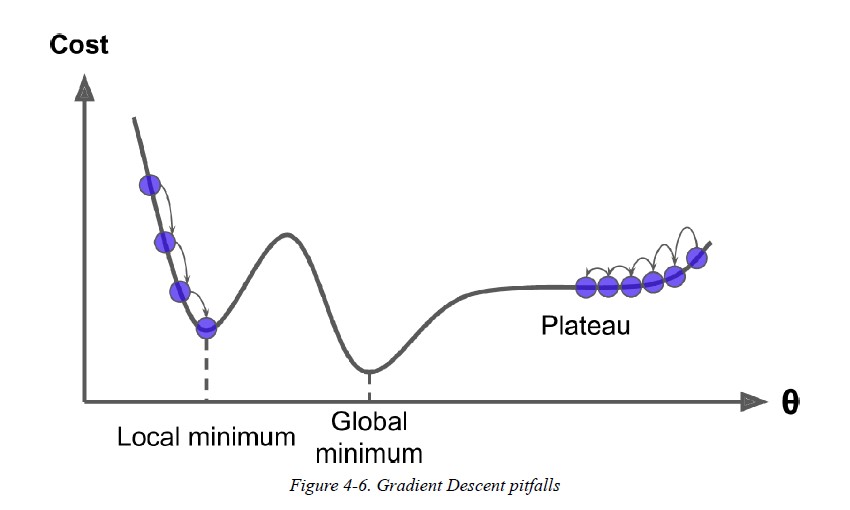 Cost
Plateau
θ
Local minimum
Global
minimum
Figure 4-6. Gradient Descent pitfalls